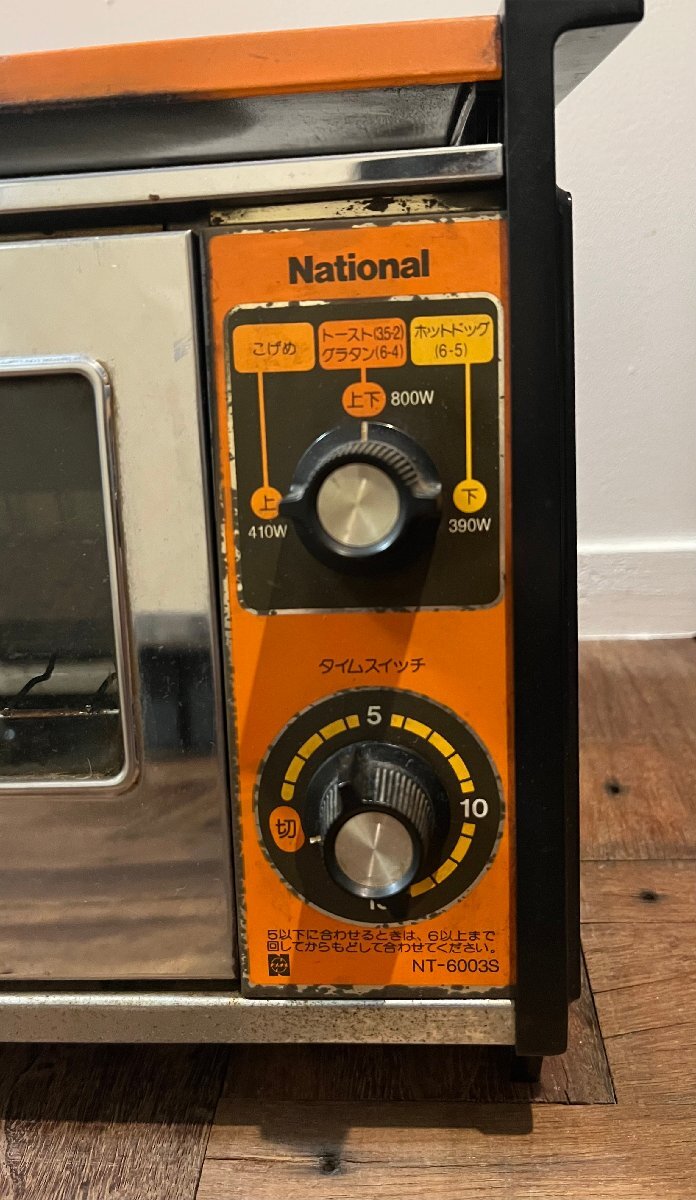 National
こげめ
トースト(3.5-2)
グラタン(6-4)
ホットドッグ
(6-5)
上下 800W
上
410W
下
390W
タイムスイッチ
5
10
切
5以下に合わせるときは、6以上まで
回してからもどして合わせてください。
NT-6003S